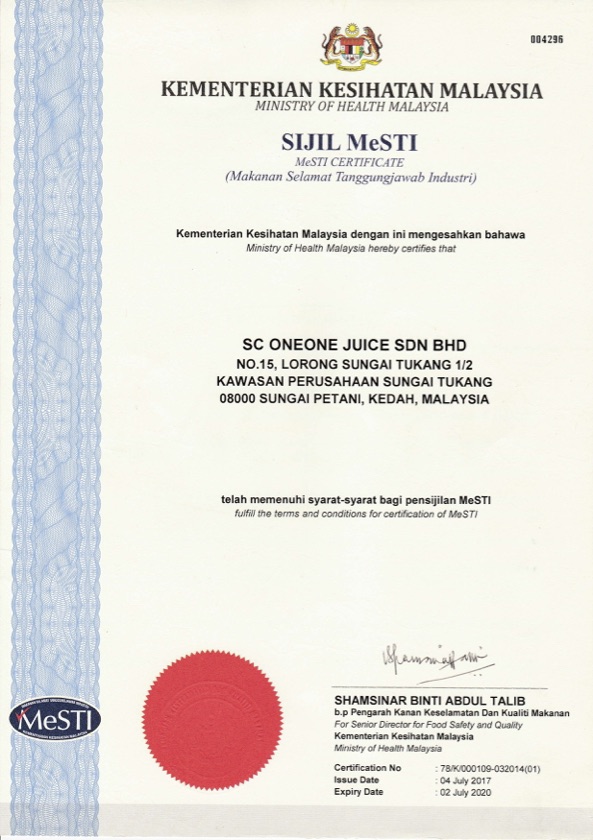 004296
KEMENTERIAN KESIHATAN MALAYSIA
MINISTRY OF HEALTH MALAYSIA
SIJIL MeSTI
MeSTI CERTIFICATE
(Makanan Selamat Tanggungjawab Industri)
Kementerian Kesihatan Malaysia dengan ini mengesahkan bahawa
Ministry of Health Malaysia hereby certifies that
SC ONEONE JUICE SDN BHD
NO.15, LORONG SUNGAI TUKANG 1/2
KAWASAN PERUSAHAAN SUNGAI TUKANG
08000 SUNGAI PETANI, KEDAH, MALAYSIA
telah memenuhi syarat-syarat bagi pensijilan MeSTI
fulfill the terms and conditions for certification of MeSTI
SHAMSINAR BINTI ABDUL TALIB
b.p Pengarah Kanan Keselamatan Dan Kualiti Makanan
For Senior Director for Food Safety and Quality
Kementerian Kesihatan Malaysia
Ministry of Health Malaysia
Certification No : 78/K/000109-032014(01)
Issue Date : 04 July 2017
Expiry Date : 02 July 2020
MeSTI